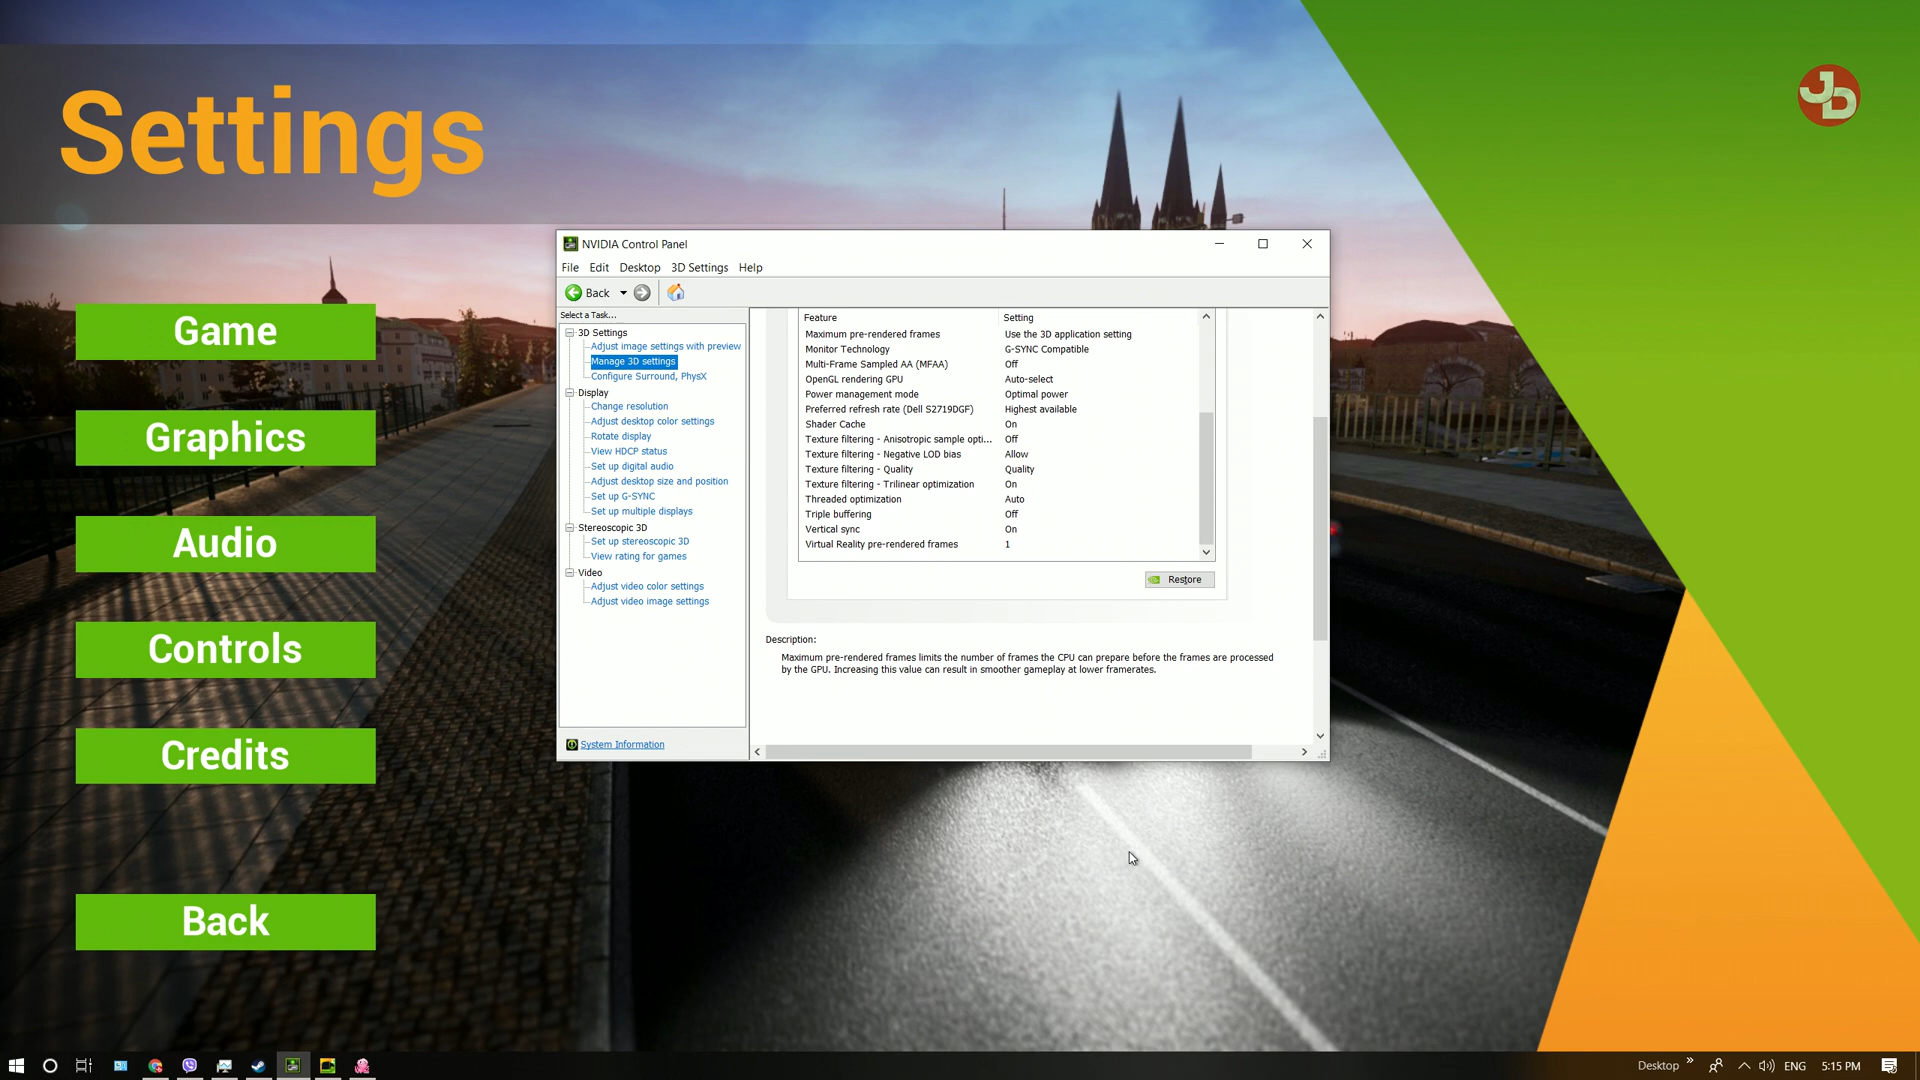 Settings
JD
Game
Graphics
Audio
Controls
Credits
Back
NVIDIA Control Panel
File Edit Desktop 3D Settings Help
Back
Select a Task...
3D Settings
Adjust image settings with preview
Manage 3D settings
Configure Surround, PhysX
Display
Change resolution
Adjust desktop color settings
Rotate display
View HDCP status
Set up digital audio
Adjust desktop size and position
Set up G-SYNC
Set up multiple displays
Stereoscopic 3D
Set up stereoscopic 3D
View rating for games
Video
Adjust video color settings
Adjust video image settings
System Information
Feature Setting
Maximum pre-rendered frames Use the 3D application setting
Monitor Technology G-SYNC Compatible
Multi-Frame Sampled AA (MFAA) Off
OpenGL rendering GPU Auto-select
Power management mode Optimal power
Preferred refresh rate (Dell S2719DGF) Highest available
Shader Cache On
Texture filtering - Anisotropic sample opti... Off
Texture filtering - Negative LOD bias Allow
Texture filtering - Quality Quality
Texture filtering - Trilinear optimization On
Threaded optimization Auto
Triple buffering Off
Vertical sync On
Virtual Reality pre-rendered frames 1
Restore
Description:
Maximum pre-rendered frames limits the number of frames the CPU can prepare before the frames are processed
by the GPU. Increasing this value can result in smoother gameplay at lower framerates.
Desktop ENG 5:15 PM